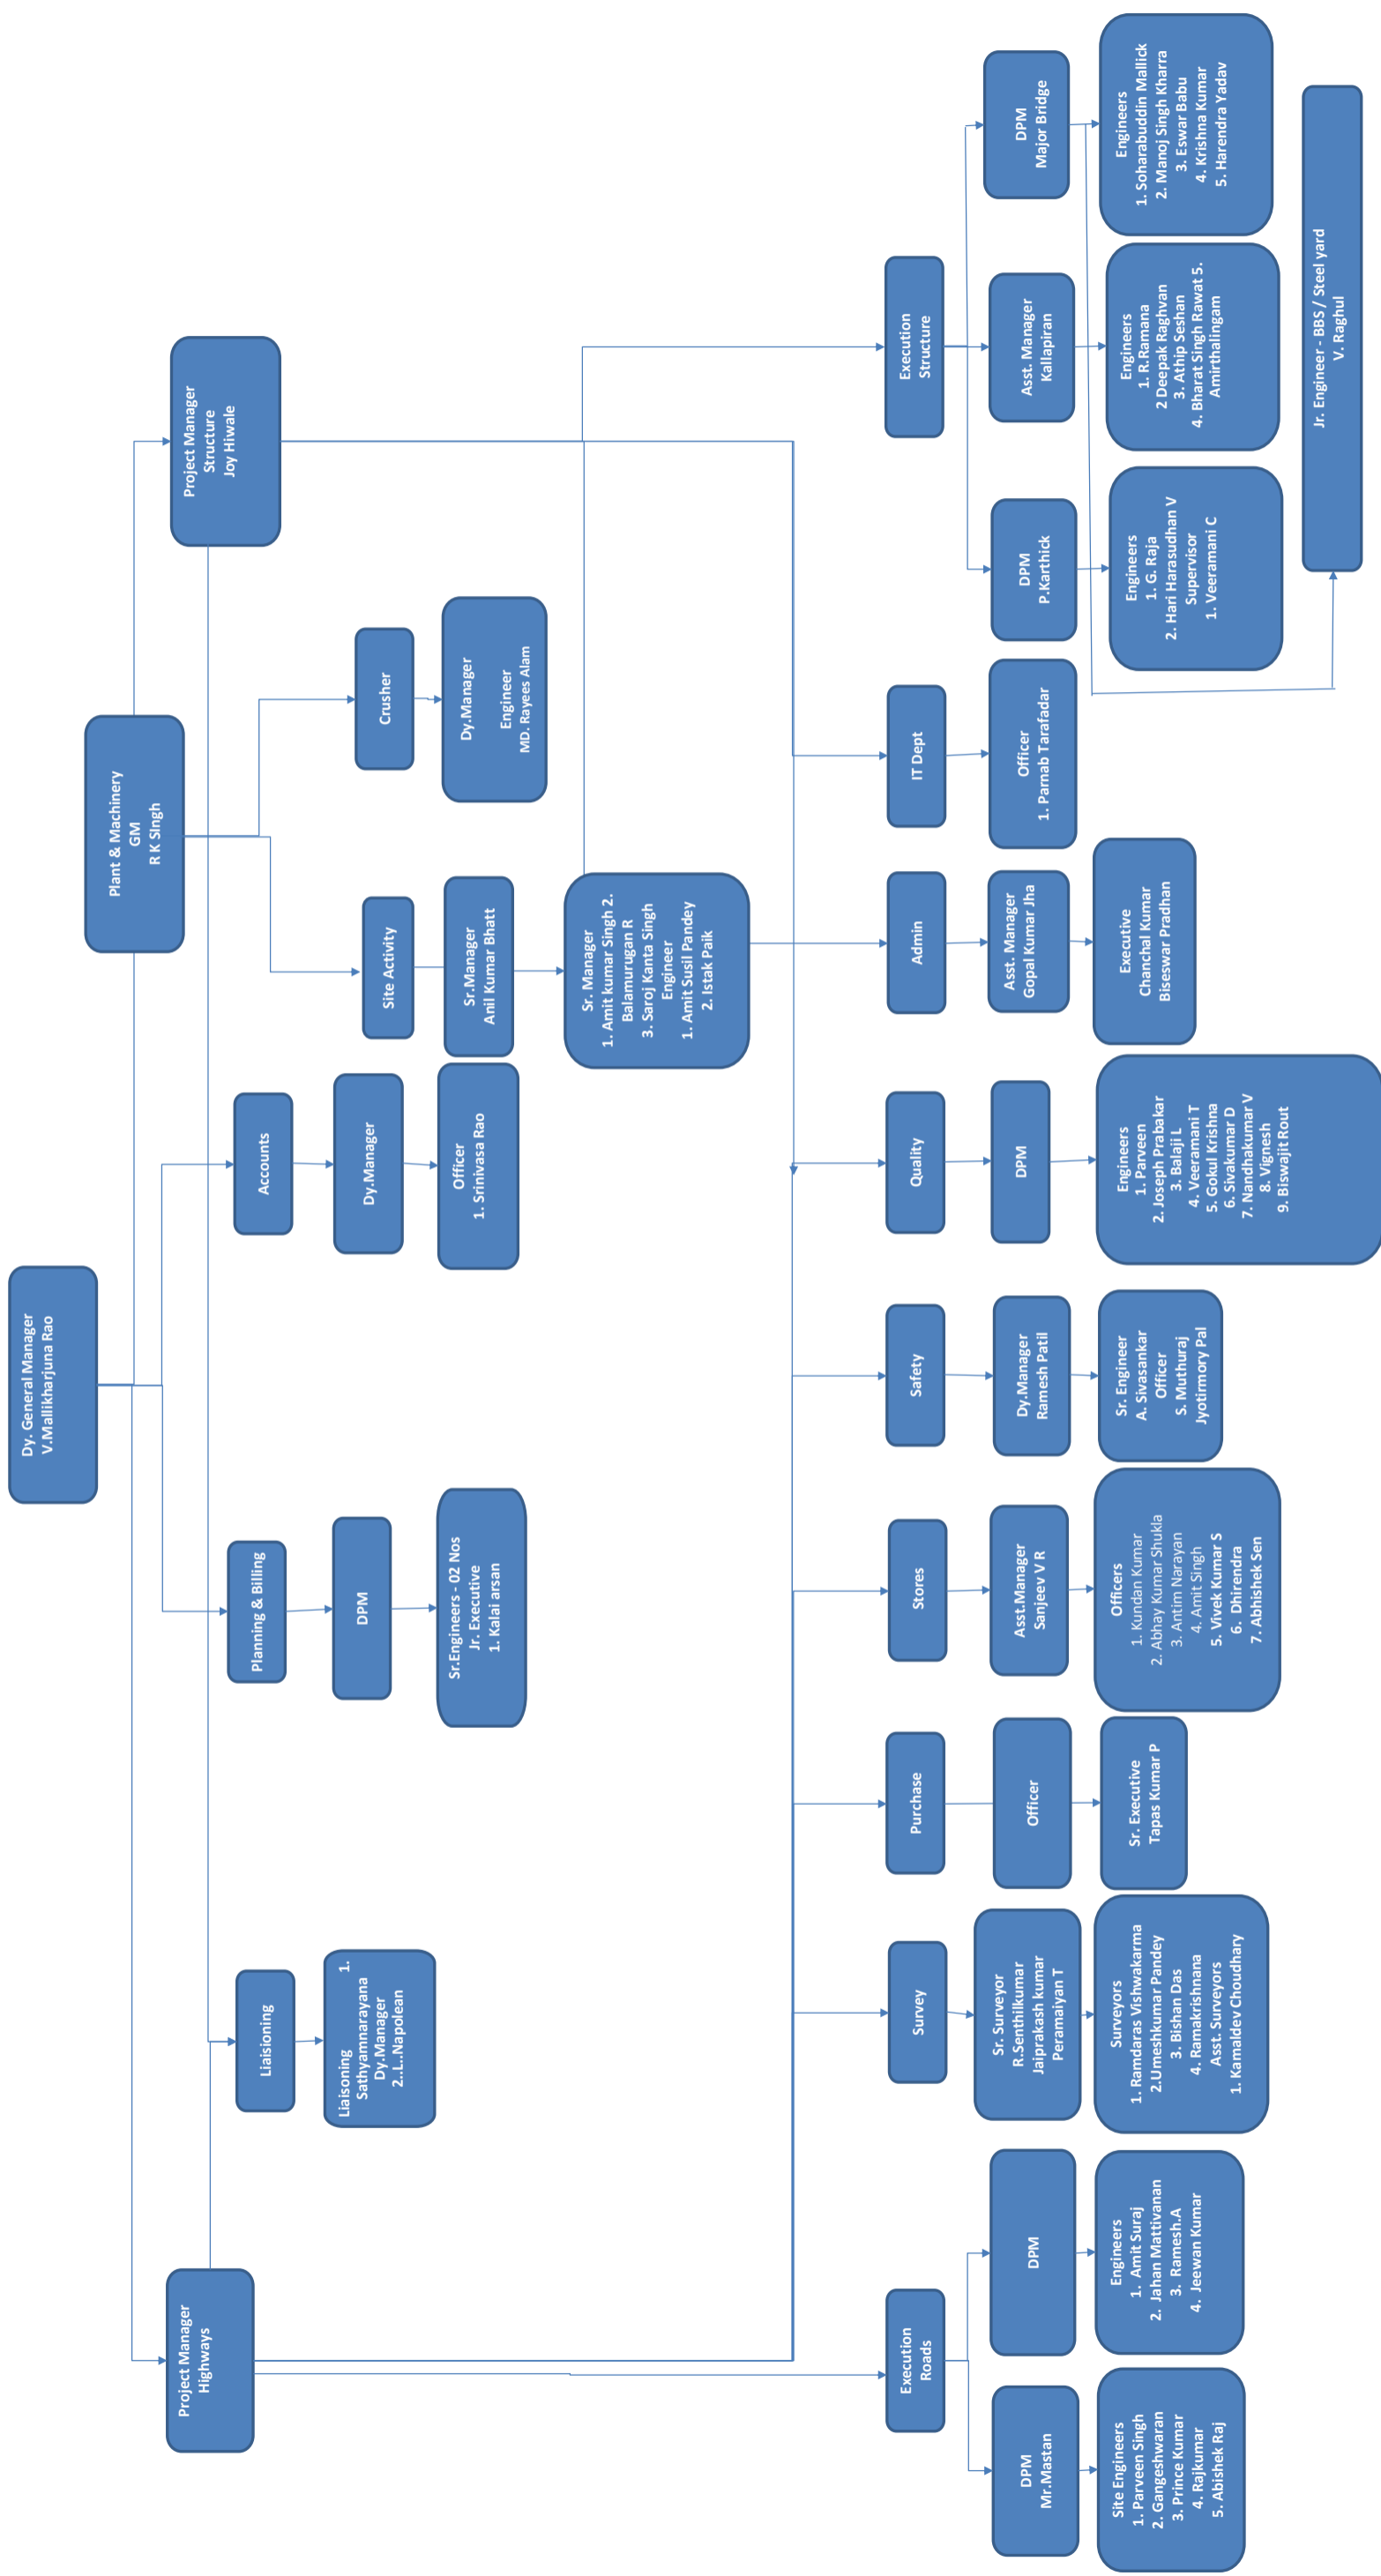 Dy. General Manager
V.Mallikharjuna Rao
Plant & Machinery
GM
R K SIngh
Project Manager
Highways
Project Manager
Structure
Joy Hiwale
Liaisioning
Liaisoning 1.
Sathyamnarayana
Dy.Manager
2..L..Napolean
Planning & Billing
DPM
Sr.Engineers - 02 Nos
Jr. Executive
1. Kalai arsan
Accounts
Dy.Manager
Officer
1. Srinivasa Rao
Site Activity
Sr.Manager
Anil Kumar Bhatt
Sr. Manager
1. Amit kumar Singh 2.
Balamurugan R
3. Saroj Kanta Singh
Engineer
1. Amit Susil Pandey
2. Istak Paik
Crusher
Dy.Manager
Engineer
MD. Rayees Alam
Execution
Roads
DPM
Mr.Mastan
Site Engineers
1. Parveen Singh
2. Gangeshwaran
3. Prince Kumar
4. Rajkumar
5. Abishek Raj
DPM
Engineers
1. Amit Suraj
2. Jahan Mattivanan
3. Ramesh.A
4. Jeewan Kumar
Survey
Sr. Surveyor
R.Senthilkumar
Jaiprakash kumar
Peramaiyan T
Surveyors
1. Ramdaras Vishwakarma
2.Umeshkumar Pandey
3. Bishan Das
4. Ramakrishnana
Asst. Surveyors
1. Kamaldev Choudhary
Purchase
Officer
Sr. Executive
Tapas Kumar P
Stores
Asst.Manager
Sanjeev V R
Officers
1. Kundan Kumar
2. Abhay Kumar Shukla
3. Antim Narayan
4. Amit Singh
5. Vivek Kumar S
6. Dhirendra
7. Abhishek Sen
Safety
Dy.Manager
Ramesh Patil
Sr. Engineer
A. Sivasankar
Officer
S. Muthuraj
Jyotirmory Pal
Quality
DPM
Engineers
1. Parveen
2. Joseph Prabakar
3. Balaji L
4. Veeramani T
5. Gokul Krishna
6. Sivakumar D
7. Nandhakumar V
8. Vignesh
9. Biswajit Rout
Admin
Asst. Manager
Gopal Kumar Jha
Executive
Chanchal Kumar
Biseswar Pradhan
IT Dept
Officer
1. Parnab Tarafadar
Execution
Structure
DPM
P.Karthick
Engineers
1. G. Raja
2. Hari Harasudhan V
Supervisor
1. Veeramani C
Asst. Manager
Kallapiran
Engineers
1. R.Ramana
2 Deepak Raghvan
3. Athip Seshan
4. Bharat Singh Rawat 5.
Amirthalingam
DPM
Major Bridge
Engineers
1. Soharabuddin Mallick
2. Manoj Singh Kharra
3. Eswar Babu
4. Krishna Kumar
5. Harendra Yadav
Jr. Engineer - BBS / Steel yard
V. Raghul